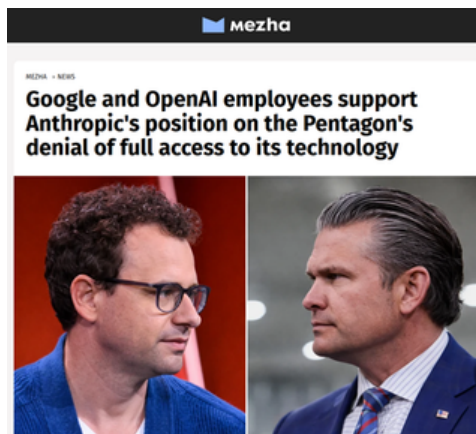 мezha
MEZHA • NEWS
Google and OpenAI employees support
Anthropic's position on the Pentagon's
denial of full access to its technology